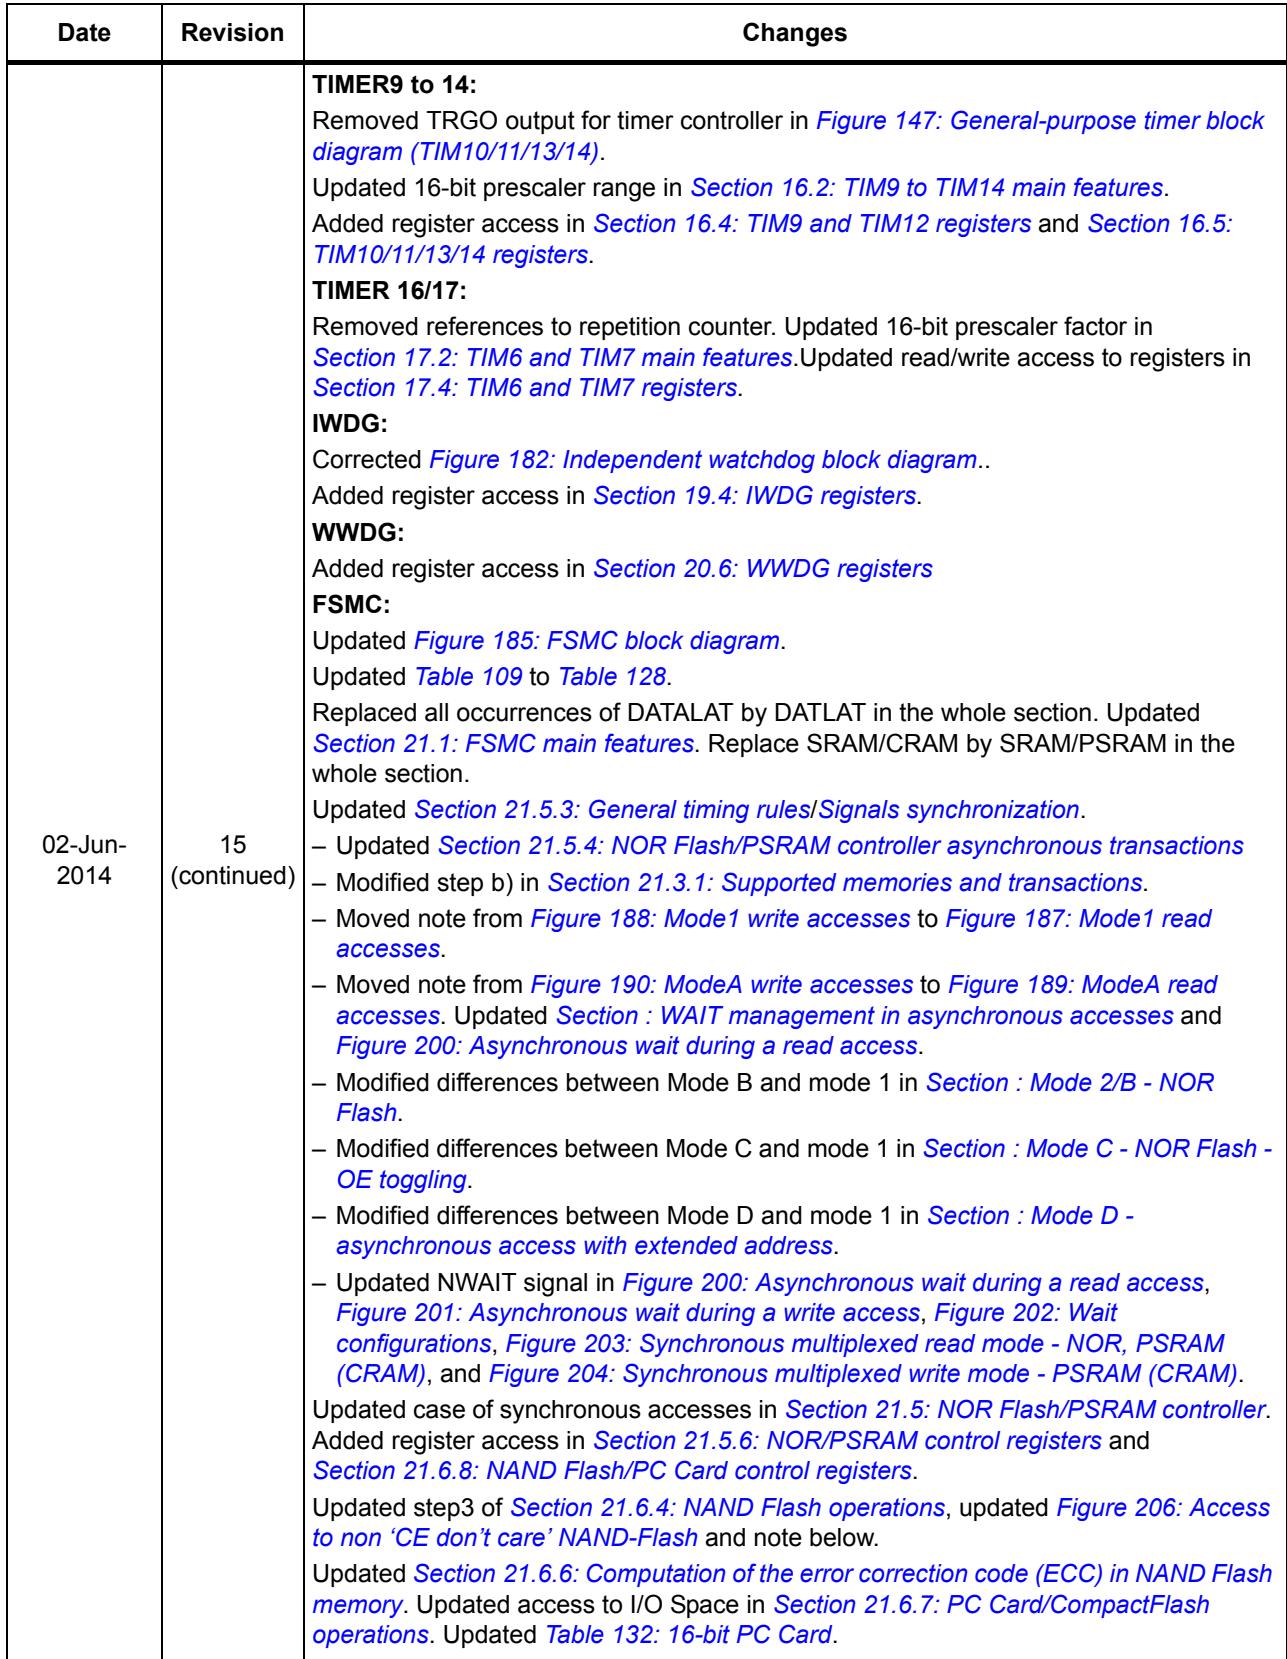 Date Revision Changes
TIMER9 to 14:
Removed TRGO output for timer controller in Figure 147: General-purpose timer block
diagram (TIM10/11/13/14).
Updated 16-bit prescaler range in Section 16.2: TIM9 to TIM14 main features.
Added register access in Section 16.4: TIM9 and TIM12 registers and Section 16.5:
TIM10/11/13/14 registers.
TIMER 16/17:
Removed references to repetition counter. Updated 16-bit prescaler factor in
Section 17.2: TIM6 and TIM7 main features.Updated read/write access to registers in
Section 17.4: TIM6 and TIM7 registers.
IWDG:
Corrected Figure 182: Independent watchdog block diagram..
Added register access in Section 19.4: IWDG registers.
WWDG:
Added register access in Section 20.6: WWDG registers
FSMC:
Updated Figure 185: FSMC block diagram.
Updated Table 109 to Table 128.
Replaced all occurrences of DATALAT by DATLAT in the whole section. Updated
Section 21.1: FSMC main features. Replace SRAM/CRAM by SRAM/PSRAM in the
whole section.
Updated Section 21.5.3: General timing rules/Signals synchronization.
02-Jun-
2014
15
(continued)
– Updated Section 21.5.4: NOR Flash/PSRAM controller asynchronous transactions
– Modified step b) in Section 21.3.1: Supported memories and transactions.
– Moved note from Figure 188: Mode1 write accesses to Figure 187: Mode1 read
accesses.
– Moved note from Figure 190: ModeA write accesses to Figure 189: ModeA read
accesses. Updated Section : WAIT management in asynchronous accesses and
Figure 200: Asynchronous wait during a read access.
– Modified differences between Mode B and mode 1 in Section : Mode 2/B - NOR
Flash.
– Modified differences between Mode C and mode 1 in Section : Mode C - NOR Flash -
OE toggling.
– Modified differences between Mode D and mode 1 in Section : Mode D -
asynchronous access with extended address.
– Updated NWAIT signal in Figure 200: Asynchronous wait during a read access,
Figure 201: Asynchronous wait during a write access, Figure 202: Wait
configurations, Figure 203: Synchronous multiplexed read mode - NOR, PSRAM
(CRAM), and Figure 204: Synchronous multiplexed write mode - PSRAM (CRAM).
Updated case of synchronous accesses in Section 21.5: NOR Flash/PSRAM controller.
Added register access in Section 21.5.6: NOR/PSRAM control registers and
Section 21.6.8: NAND Flash/PC Card control registers.
Updated step3 of Section 21.6.4: NAND Flash operations, updated Figure 206: Access
to non ‘CE don’t care’ NAND-Flash and note below.
Updated Section 21.6.6: Computation of the error correction code (ECC) in NAND Flash
memory. Updated access to I/O Space in Section 21.6.7: PC Card/CompactFlash
operations. Updated Table 132: 16-bit PC Card.